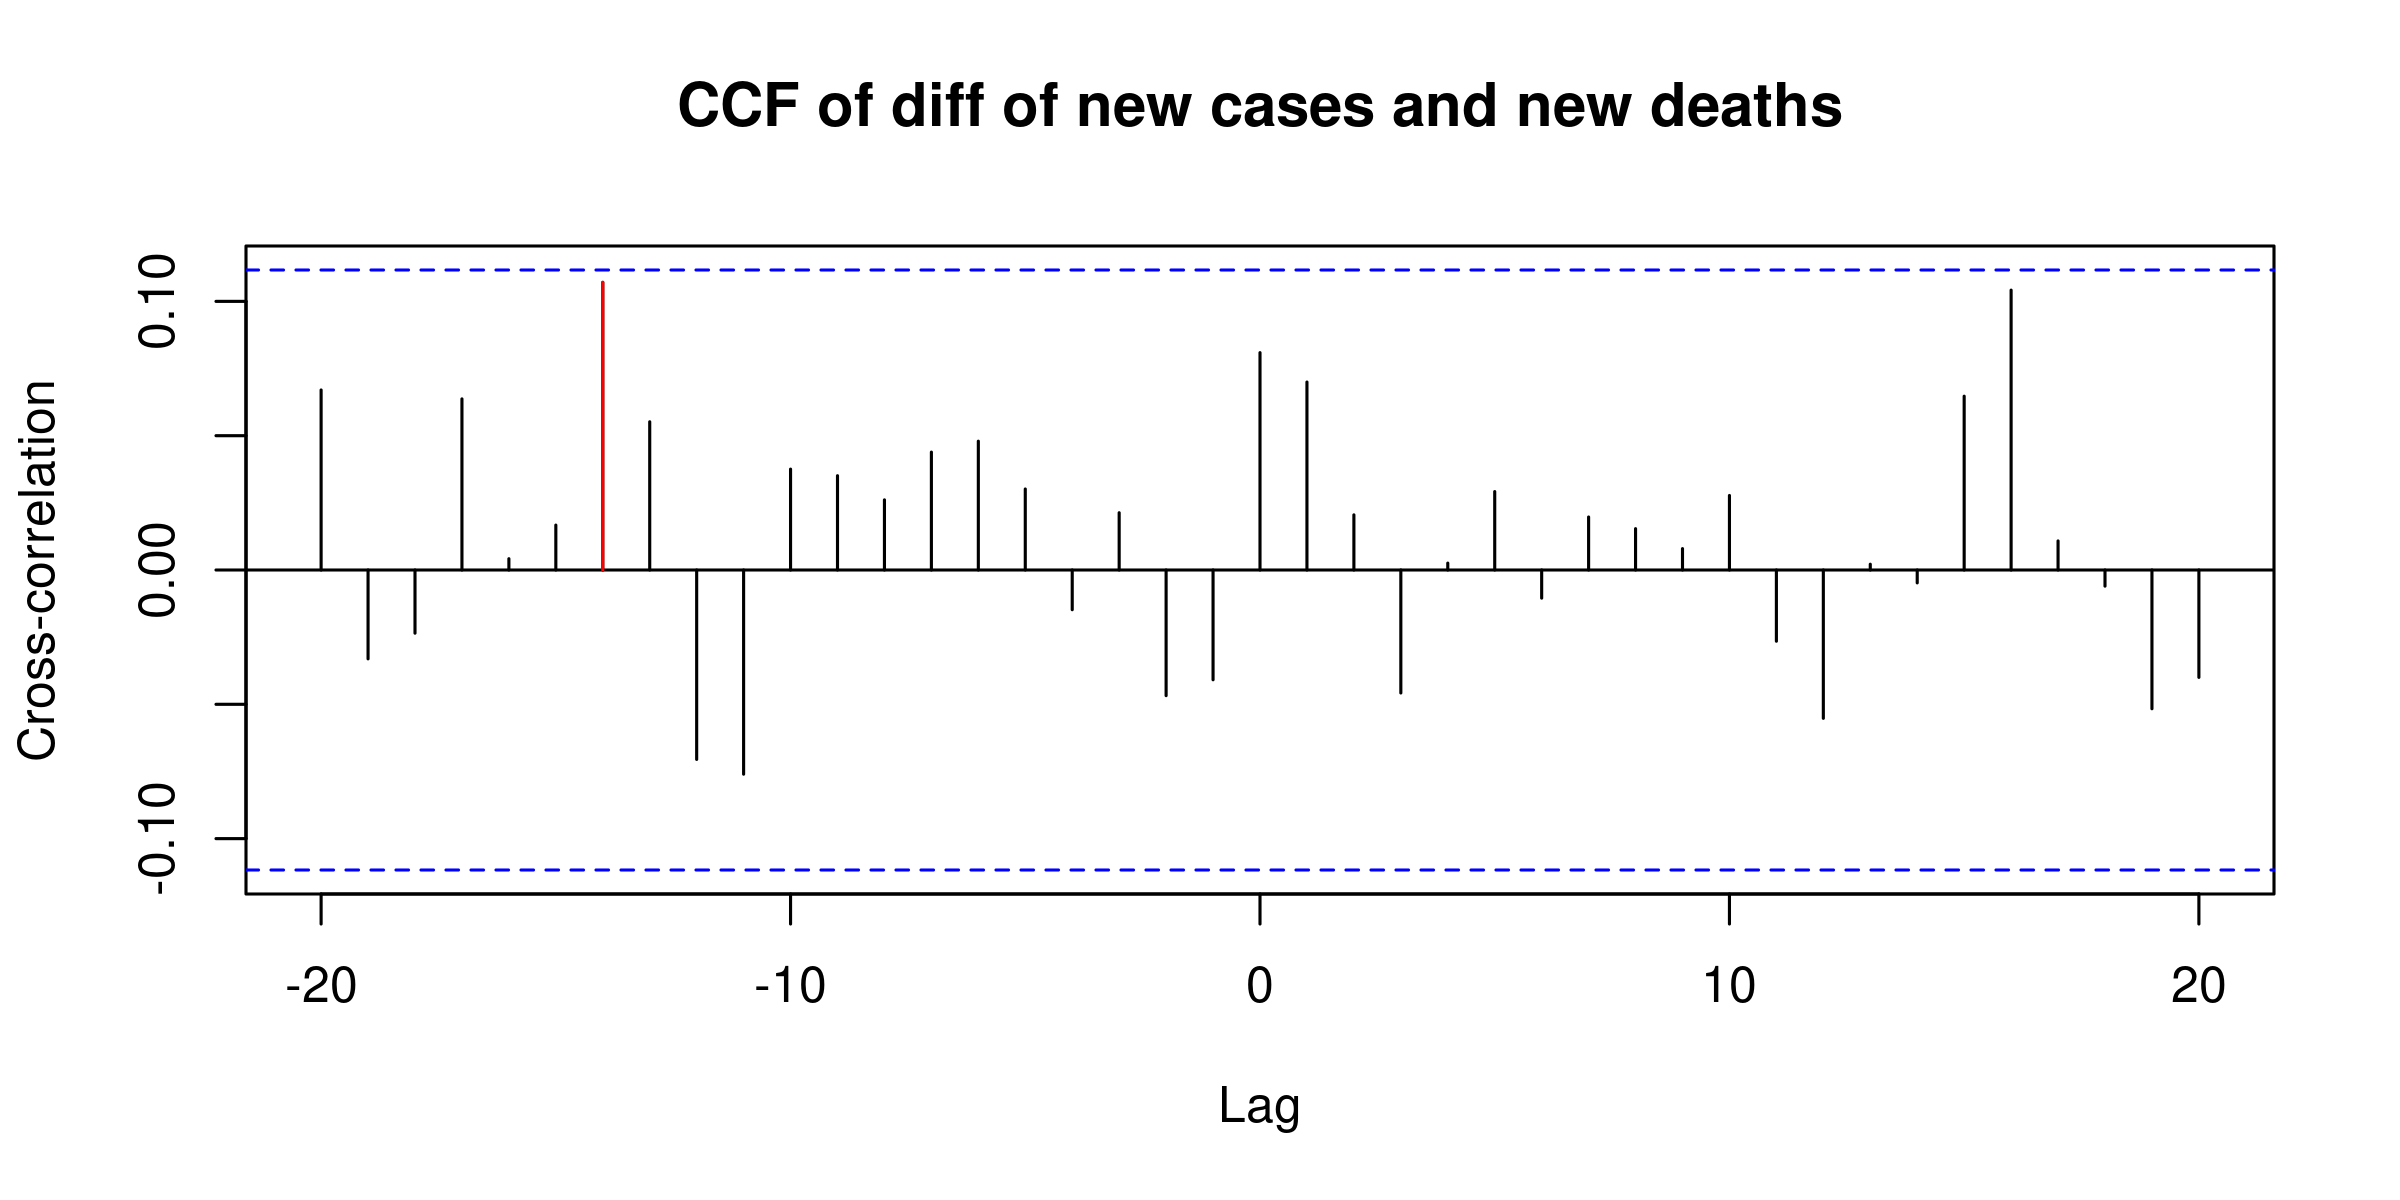 CCF of diff of new cases and new deaths
Cross-correlation
0.10
0.00
-0.10
-20 -10 0 10 20
Lag